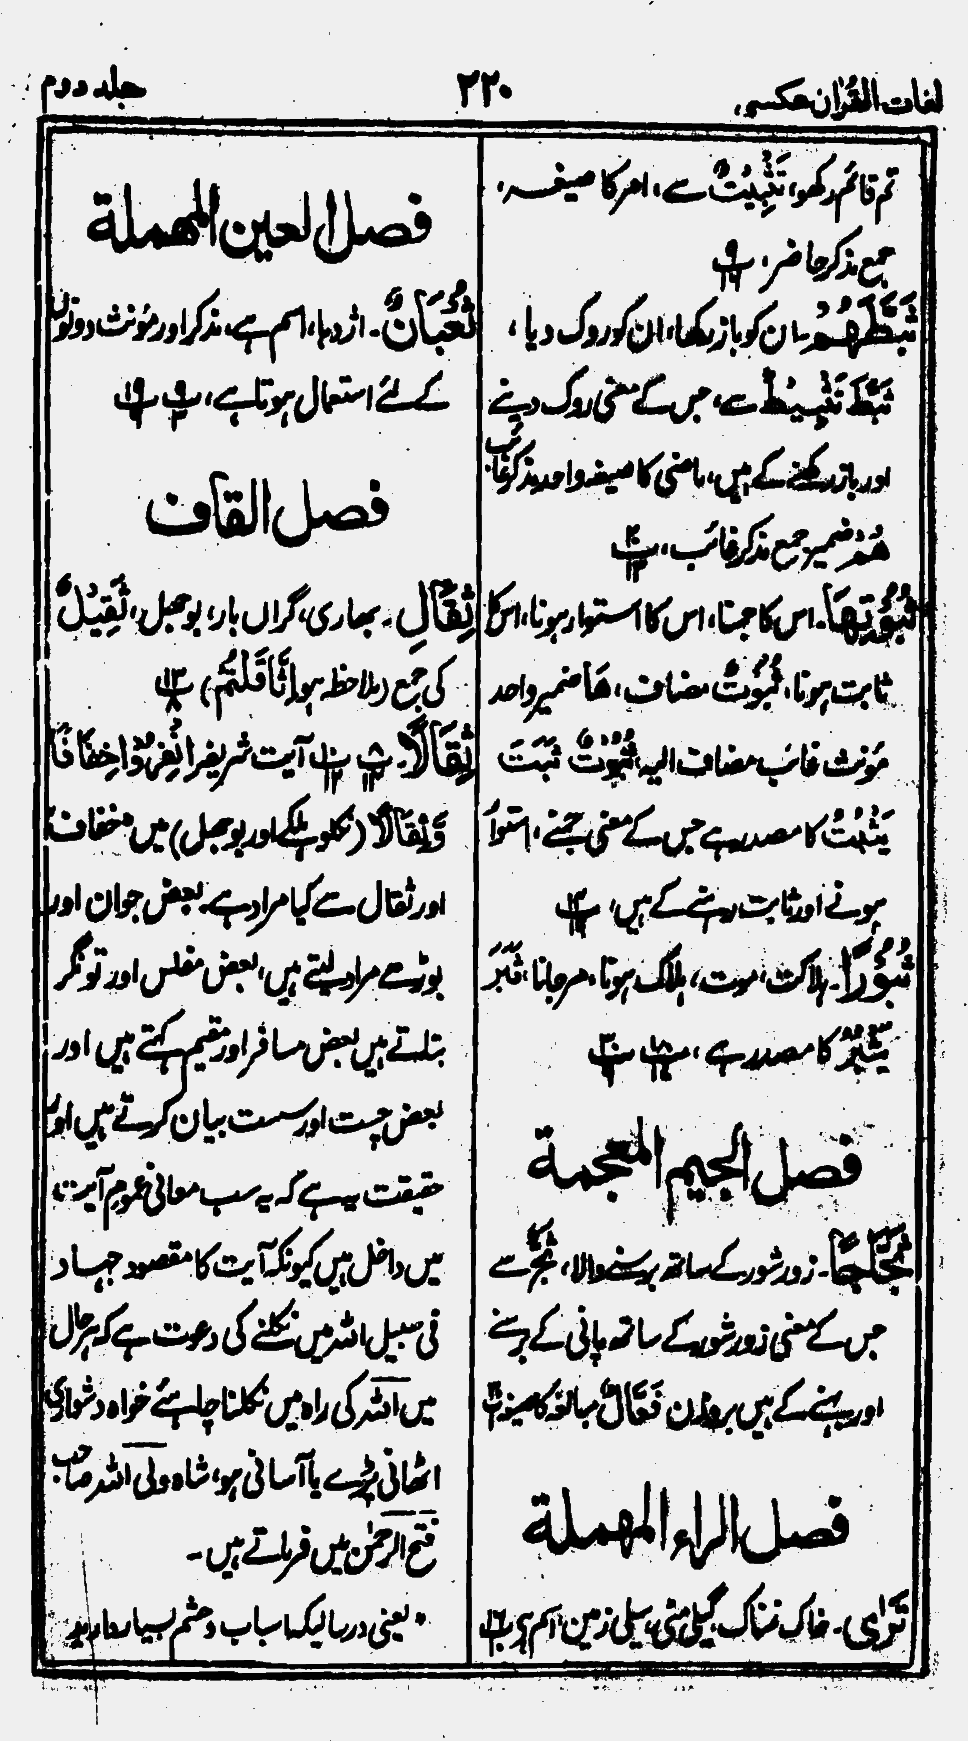 لغات القرآن عکسی
۲۲۰
جلد دوم
تم قائم رکھو، تَثْبِیْتٌ سے، امر کا صیغہ،
جمع مذکر حاضر،
ثَبَّطَهُمْ۔ ان کو باز رکھا، ان کو روک دیا،
ثَبَّطَ تَثْبِیْطٌ سے، جس کے معنی روک دینے
اور باز رکھنے کے ہیں، ماضی کا صیغہ واحد مذکر غائب
هُمْ ضمیر جمع مذکر غائب،
ثُبُوْتِهَا۔ اس کا جمنا، اس کا استوار ہونا، اس کا
ثابت ہونا، ثُبُوْتٌ مضاف، هَا ضمیر واحد
مؤنث غائب مضاف الیہ، ثُبُوْتٌ ثَبَتَ
یَثْبُتُ کا مصدر ہے جس کے معنی جمنے، استوار
ہونے اور ثابت رہنے کے ہیں،
ثُبُوْرًا۔ ہلاکت، موت، ہلاک ہونا، مر جانا، ثَبَرَ
یَثْبُرُ کا مصدر ہے،
فصل الجیم المعجمة
ثَجَّاجًا۔ زور شور کے ساتھ برسنے والا، ثَجٌّ سے
جس کے معنی زور شور کے ساتھ پانی کے برسنے
اور بہنے کے ہیں بروزن فَعَّالٌ مبالغہ کا صیغہ
فصل الراء المهملة
ثَرٰی۔ خاک نمناک، گیلی مٹی، سیلی زمین، اسم ہے
فصل العین المهملة
ثُعْبَانٌ۔ اژدہا، اسم ہے، مذکر اور مؤنث دونوں
کے لئے استعمال ہوتا ہے،
فصل القاف
ثِقَالِ۔ بھاری، گراں بار، بوجھل، ثَقِیْلٌ
کی جمع (ملاحظہ ہو اِثَّاقَلْتُمْ)
ثِقَالًا۔ آیت شریفہ اِنْفِرُوْا خِفَافًا
وَثِقَالًا (نکلو ہلکے اور بوجھل) میں خفاف
اور ثقال سے کیا مراد ہے۔ بعض جوان اور
بوڑھے مراد لیتے ہیں، بعض مفلس اور تونگر
بتلاتے ہیں بعض مسافر اور مقیم کہتے ہیں اور
بعض چست اور سست بیان کرتے ہیں اور
حقیقت یہ ہے کہ یہ سب معانی عموم آیت
میں داخل ہیں کیونکہ آیت کا مقصود جہاد
فی سبیل اللہ میں نکلنے کی دعوت ہے کہ ہر حال
میں اللہ کی راہ میں نکلنا چاہئے خواہ دشواری
اٹھانی پڑے یا آسانی ہو، شاہ ولی اللہ صاحب
فتح الرحمٰن میں فرماتے ہیں۔
یعنی درحالیکہ اسباب و حشم بسیار